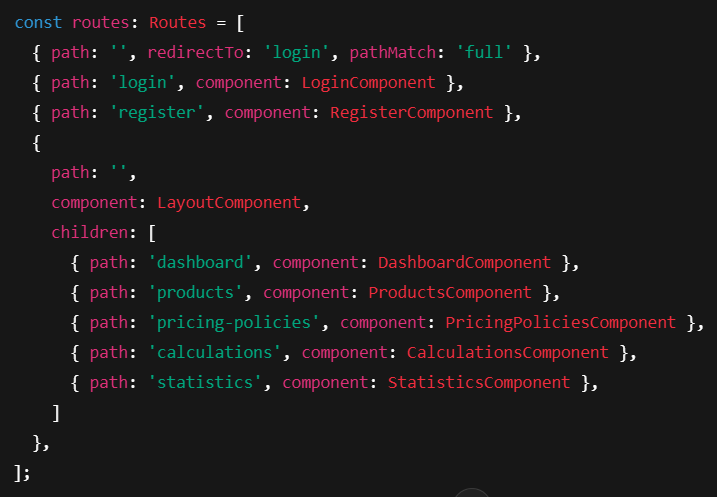 const routes: Routes = [
  { path: '', redirectTo: 'login', pathMatch: 'full' },
  { path: 'login', component: LoginComponent },
  { path: 'register', component: RegisterComponent },
  {
    path: '',
    component: LayoutComponent,
    children: [
      { path: 'dashboard', component: DashboardComponent },
      { path: 'products', component: ProductsComponent },
      { path: 'pricing-policies', component: PricingPoliciesComponent },
      { path: 'calculations', component: CalculationsComponent },
      { path: 'statistics', component: StatisticsComponent },
    ]
  },
];